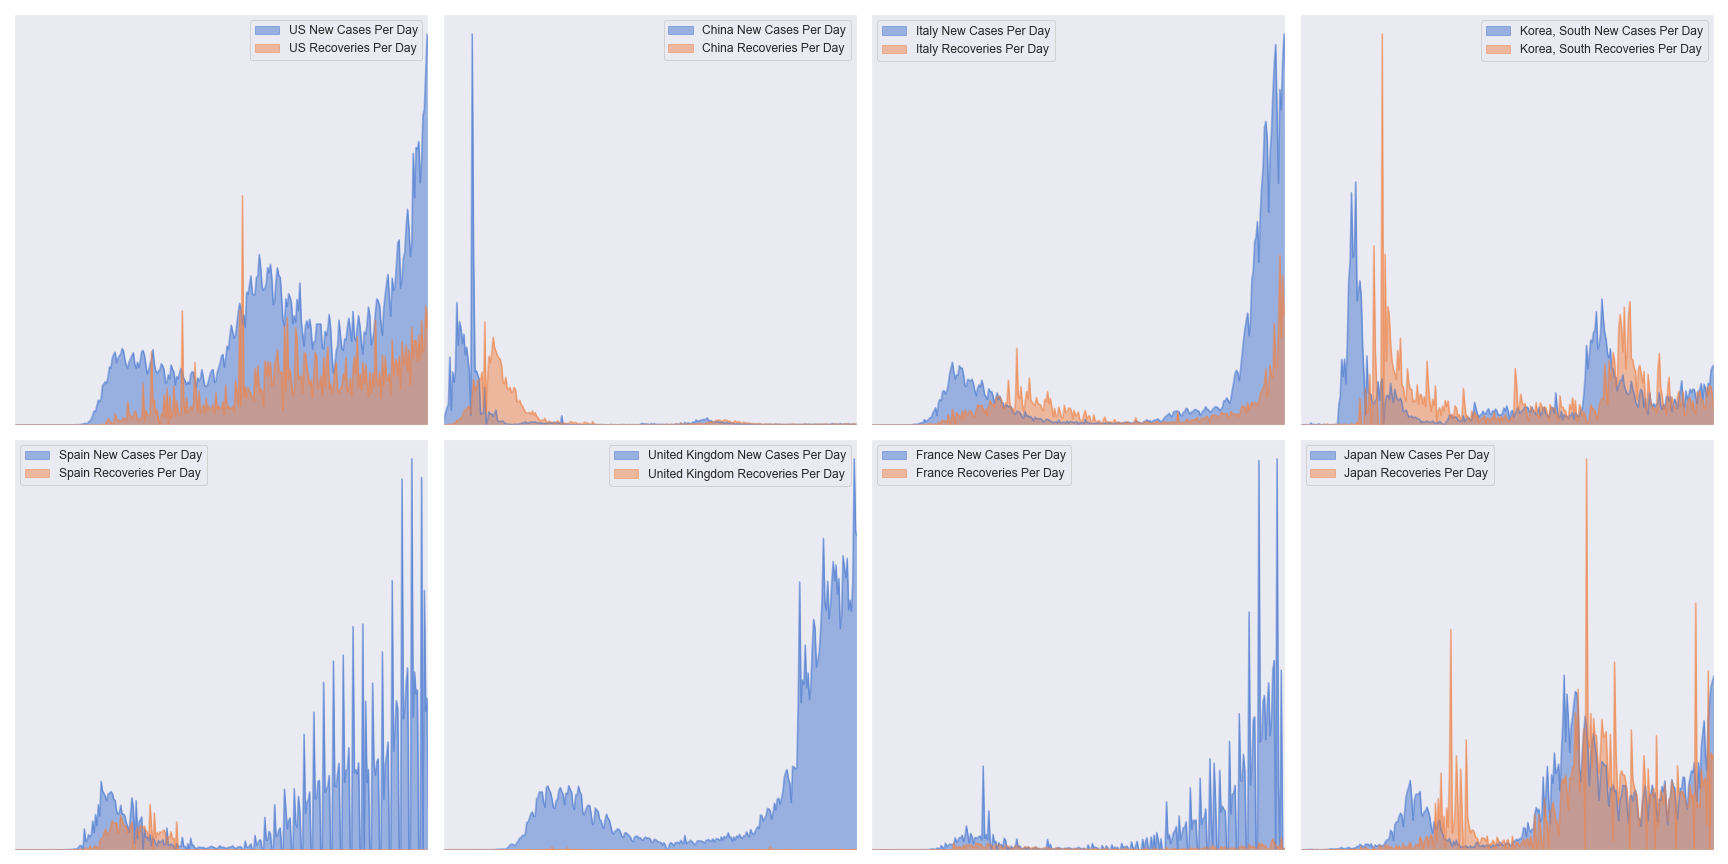 US New Cases Per Day
US Recoveries Per Day
China New Cases Per Day
China Recoveries Per Day
Italy New Cases Per Day
Italy Recoveries Per Day
Korea, South New Cases Per Day
Korea, South Recoveries Per Day
Spain New Cases Per Day
Spain Recoveries Per Day
United Kingdom New Cases Per Day
United Kingdom Recoveries Per Day
France New Cases Per Day
France Recoveries Per Day
Japan New Cases Per Day
Japan Recoveries Per Day